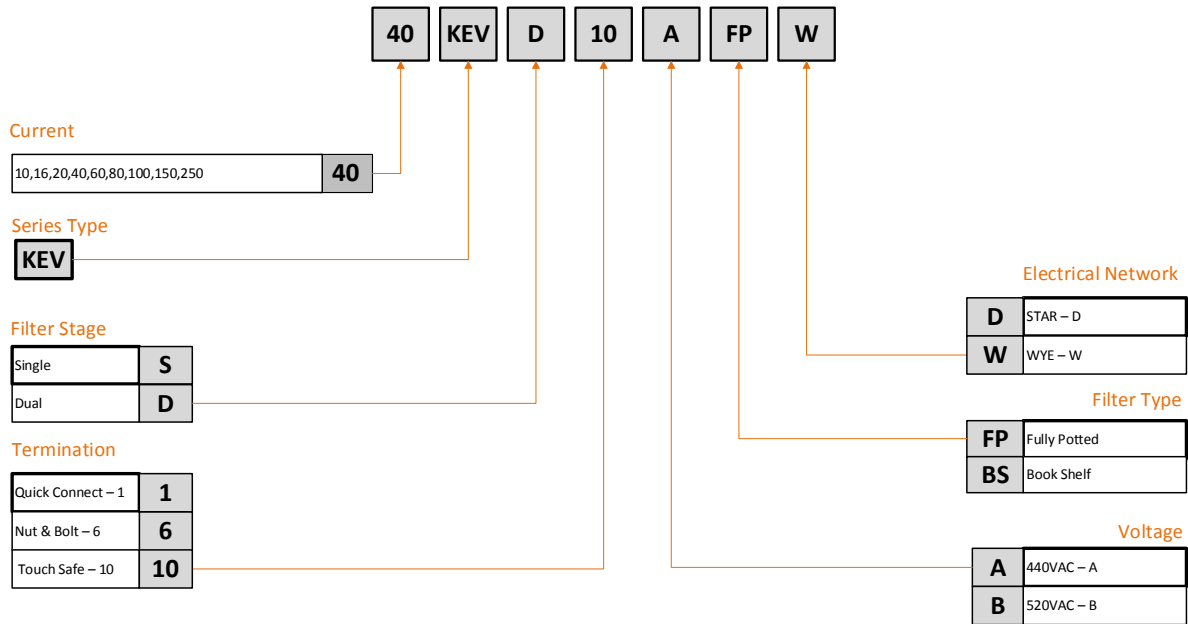 40 KEV D 10 A FP W
Current
10,16,20,40,60,80,100,150,250 40
Series Type
KEV
Filter Stage
Single S
Dual D
Termination
Quick Connect – 1 1
Nut & Bolt – 6 6
Touch Safe – 10 10
Electrical Network
D STAR – D
W WYE – W
Filter Type
FP Fully Potted
BS Book Shelf
Voltage
A 440VAC – A
B 520VAC – B